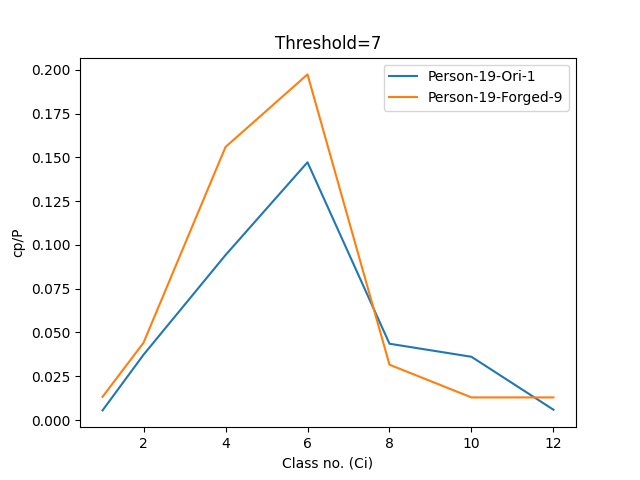 Threshold=7
Person-19-Ori-1
Person-19-Forged-9
cp/P
0.200
0.175
0.150
0.125
0.100
0.075
0.050
0.025
0.000
2 4 6 8 10 12
Class no. (Ci)